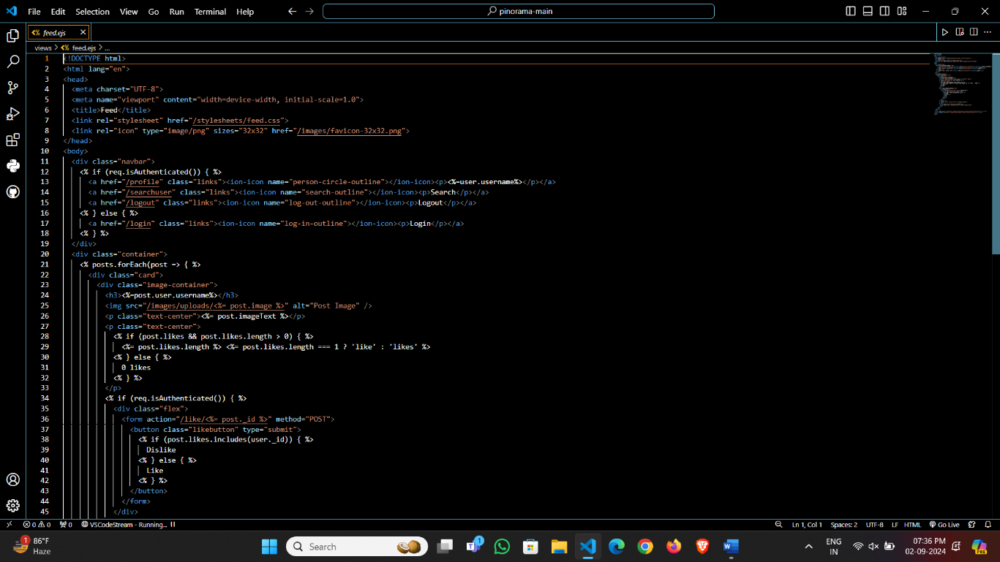 File Edit Selection View Go Run Terminal Help
pinorama-main
<% feed.ejs
views > <% feed.ejs > ...
1 <!DOCTYPE html>
2 <html lang="en">
3 <head>
4 <meta charset="UTF-8">
5 <meta name="viewport" content="width=device-width, initial-scale=1.0">
6 <title>Feed</title>
7 <link rel="stylesheet" href="/stylesheets/feed.css">
8 <link rel="icon" type="image/png" sizes="32x32" href="/images/favicon-32x32.png">
9 </head>
10 <body>
11 <div class="navbar">
12 <% if (req.isAuthenticated()) { %>
13 <a href="/profile" class="links"><ion-icon name="person-circle-outline"></ion-icon><p><%=user.username%></p></a>
14 <a href="/searchuser" class="links"><ion-icon name="search-outline"></ion-icon><p>Search</p></a>
15 <a href="/logout" class="links"><ion-icon name="log-out-outline"></ion-icon><p>Logout</p></a>
16 <% } else { %>
17 <a href="/login" class="links"><ion-icon name="log-in-outline"></ion-icon><p>Login</p></a>
18 <% } %>
19 </div>
20 <div class="container">
21 <% posts.forEach(post => { %>
22 <div class="card">
23 <div class="image-container">
24 <h3><%=post.user.username%></h3>
25 <img src="/images/uploads/<%= post.image %>" alt="Post Image" />
26 <p class="text-center"><%= post.imageText %></p>
27 <p class="text-center">
28 <% if (post.likes && post.likes.length > 0) { %>
29 <%= post.likes.length %> <%= post.likes.length === 1 ? 'like' : 'likes' %>
30 <% } else { %>
31 0 likes
32 <% } %>
33 </p>
34 <% if (req.isAuthenticated()) { %>
35 <div class="flex">
36 <form action="/like/<%= post._id %>" method="POST">
37 <button class="likebutton" type="submit">
38 <% if (post.likes.includes(user._id)) { %>
39 Dislike
40 <% } else { %>
41 Like
42 <% } %>
43 </button>
44 </form>
45 </div>
0 0 0 VSCodeStream - Running... Ln 1, Col 1 Spaces: 2 UTF-8 LF HTML Go Live
1 86°F
Haze
Search
1
ENG
IN
07:36 PM
02-09-2024
PRE